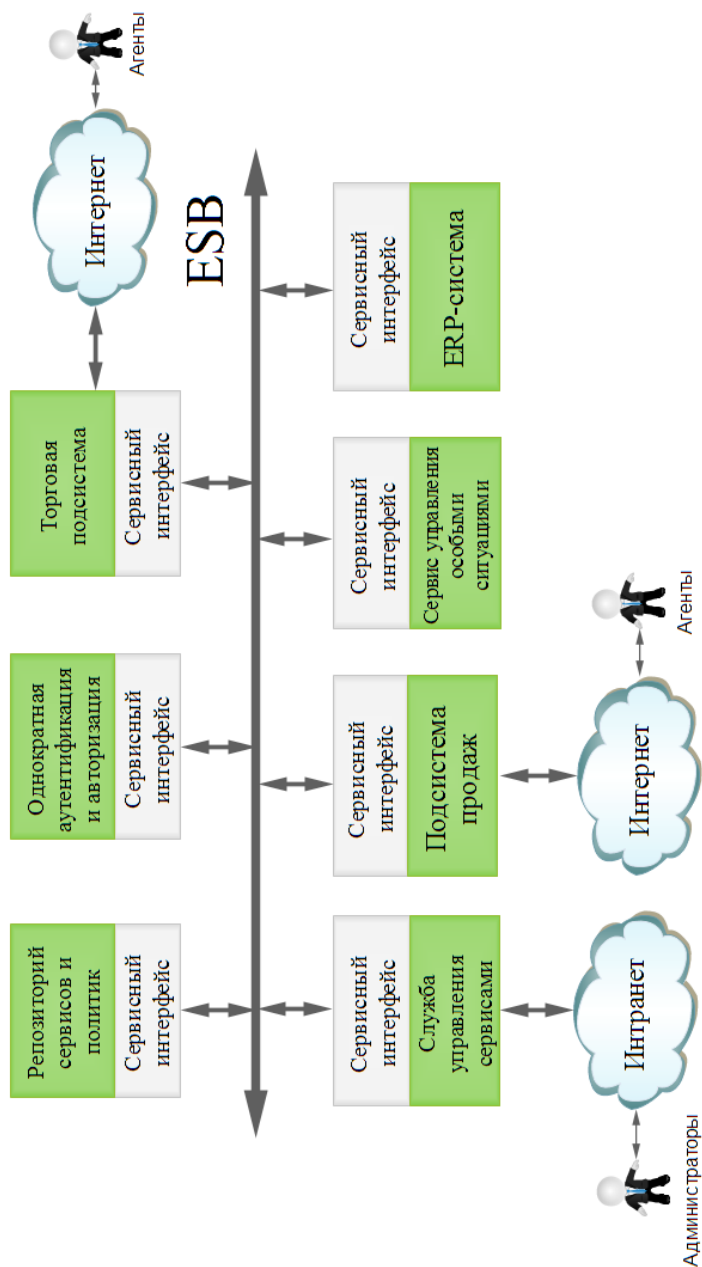 Репозиторий
сервисов и
политик
Сервисный
интерфейс
Однократная
аутентификация
и авторизация
Сервисный
интерфейс
Торговая
подсистема
Сервисный
интерфейс
Интернет
Агенты
ESB
Сервисный
интерфейс
Служба
управления
сервисами
Сервисный
интерфейс
Подсистема
продаж
Сервисный
интерфейс
Сервис управления
особыми
ситуациями
Сервисный
интерфейс
ERP-система
Администраторы
Интранет
Интернет
Агенты